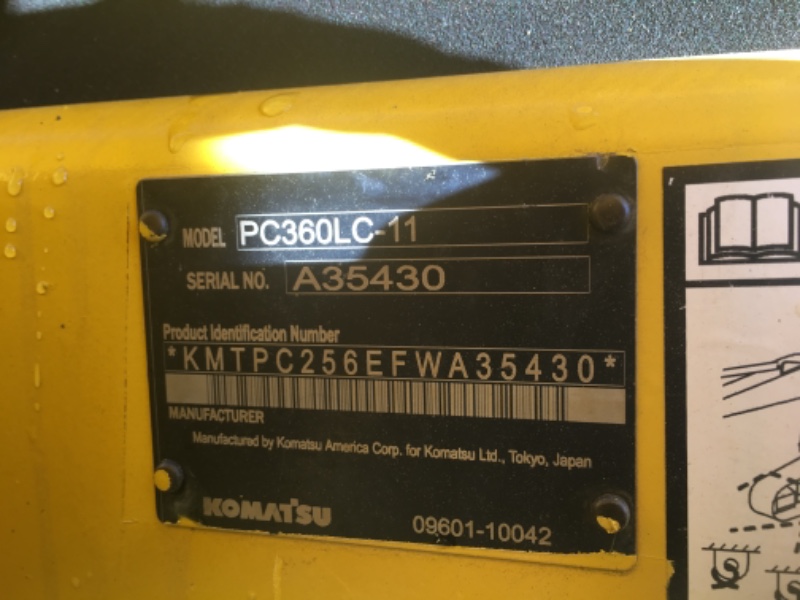 MODEL PC360LC-11
SERIAL NO. A35430
Product Identification Number
*KMTPC256EFWA35430*
MANUFACTURER
Manufactured by Komatsu America Corp. for Komatsu Ltd., Tokyo, Japan
KOMATSU 09601-10042